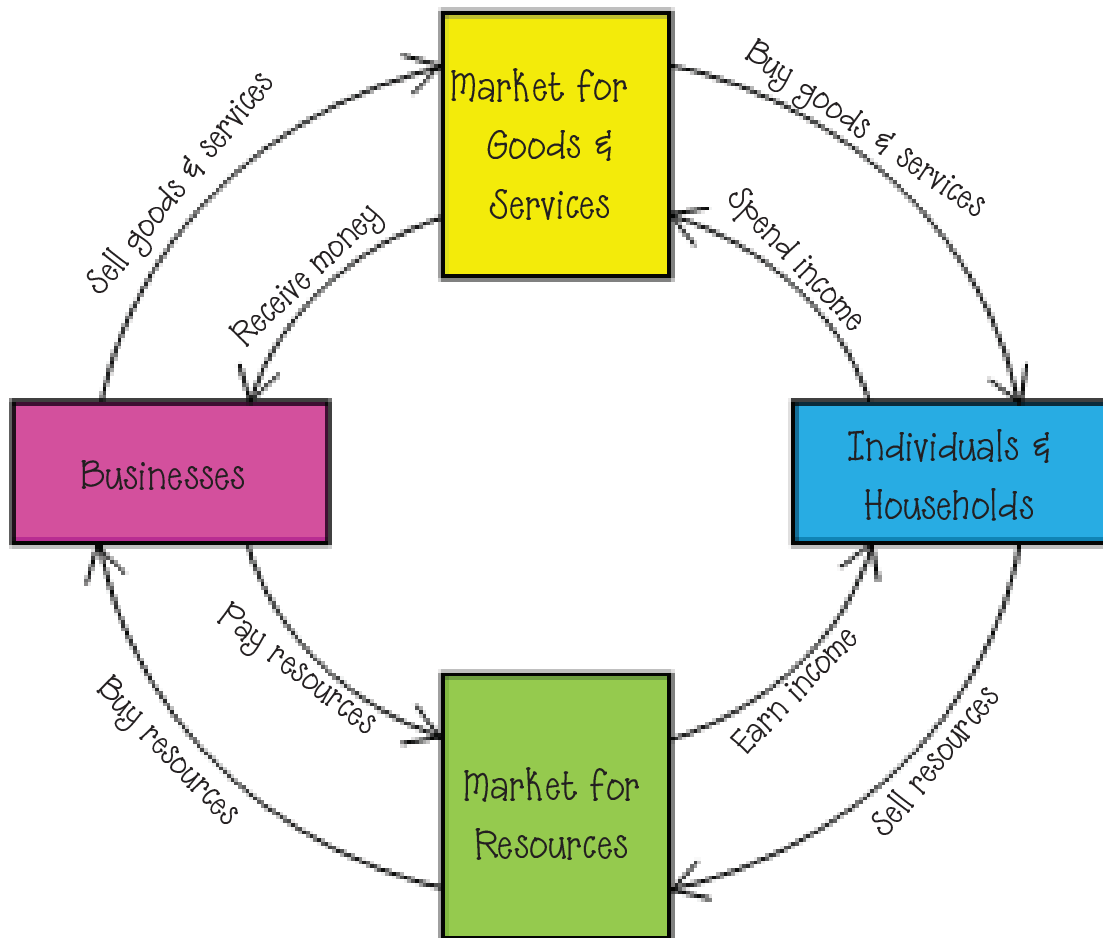 Market for
Goods &
Services
Sell goods & services
Buy goods & services
Receive money
Spend income
Businesses
Individuals &
Households
Pay resources
Earn income
Buy resources
Sell resources
Market for
Resources